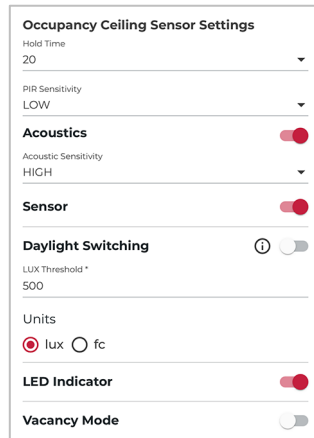 Occupancy Ceiling Sensor Settings
Hold Time
20
PIR Sensitivity
LOW
Acoustics
Acoustic Sensitivity
HIGH
Sensor
Daylight Switching
LUX Threshold *
500
Units
lux fc
LED Indicator
Vacancy Mode